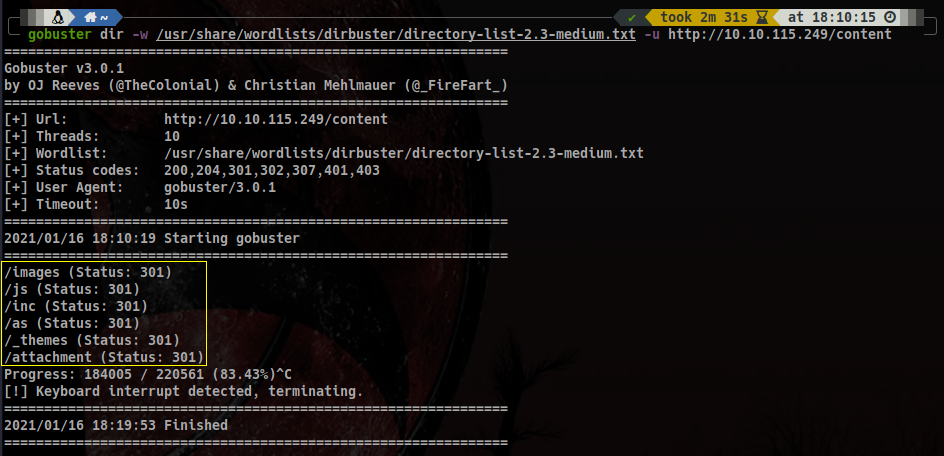 ~ ✔ took 2m 31s at 18:10:15
gobuster dir -w /usr/share/wordlists/dirbuster/directory-list-2.3-medium.txt -u http://10.10.115.249/content
===============================================================
Gobuster v3.0.1
by OJ Reeves (@TheColonial) & Christian Mehlmauer (@_FireFart_)
===============================================================
[+] Url:            http://10.10.115.249/content
[+] Threads:        10
[+] Wordlist:       /usr/share/wordlists/dirbuster/directory-list-2.3-medium.txt
[+] Status codes:   200,204,301,302,307,401,403
[+] User Agent:     gobuster/3.0.1
[+] Timeout:        10s
===============================================================
2021/01/16 18:10:19 Starting gobuster
===============================================================
/images (Status: 301)
/js (Status: 301)
/inc (Status: 301)
/as (Status: 301)
/_themes (Status: 301)
/attachment (Status: 301)
Progress: 184005 / 220561 (83.43%)^C
[!] Keyboard interrupt detected, terminating.
===============================================================
2021/01/16 18:19:53 Finished
===============================================================